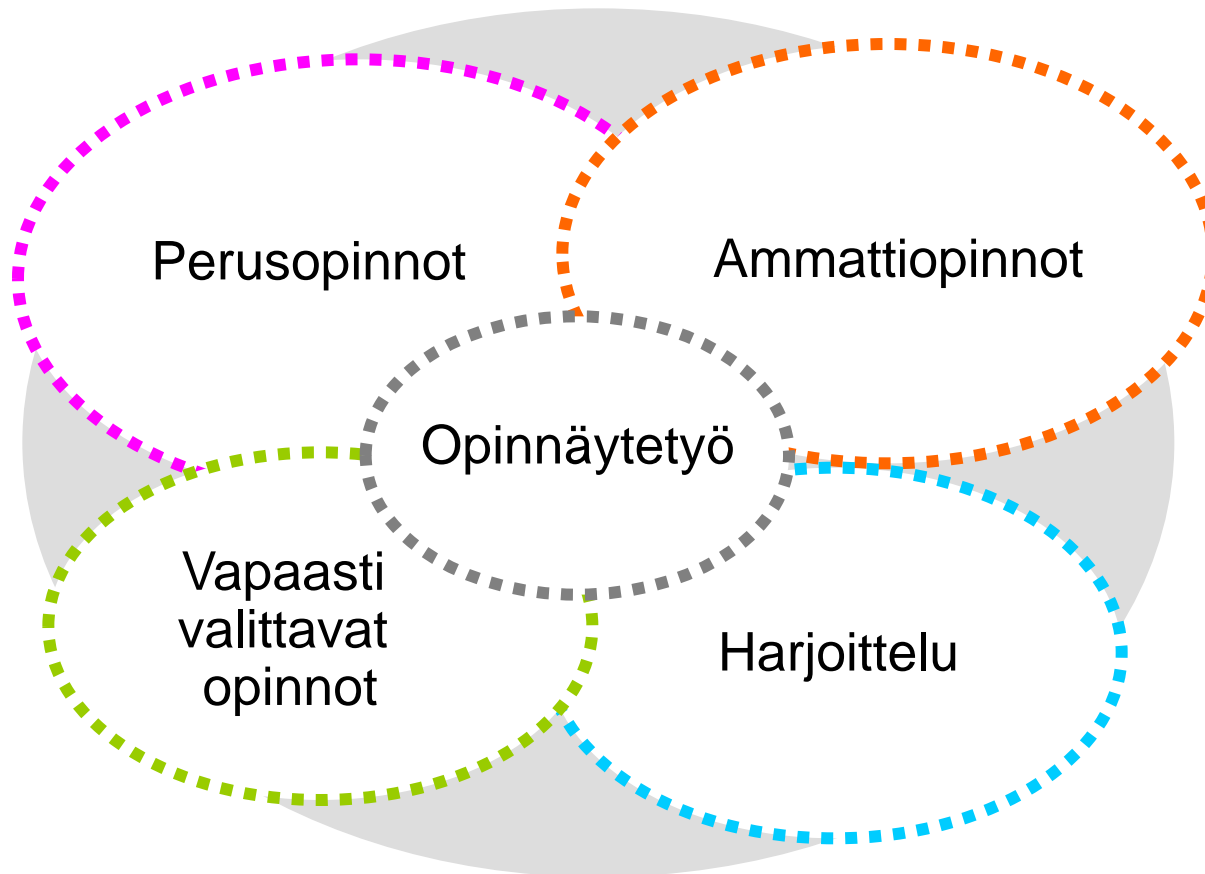 Perusopinnot
Ammattiopinnot
Opinnäytetyö
Vapaasti
valittavat
opinnot
Harjoittelu